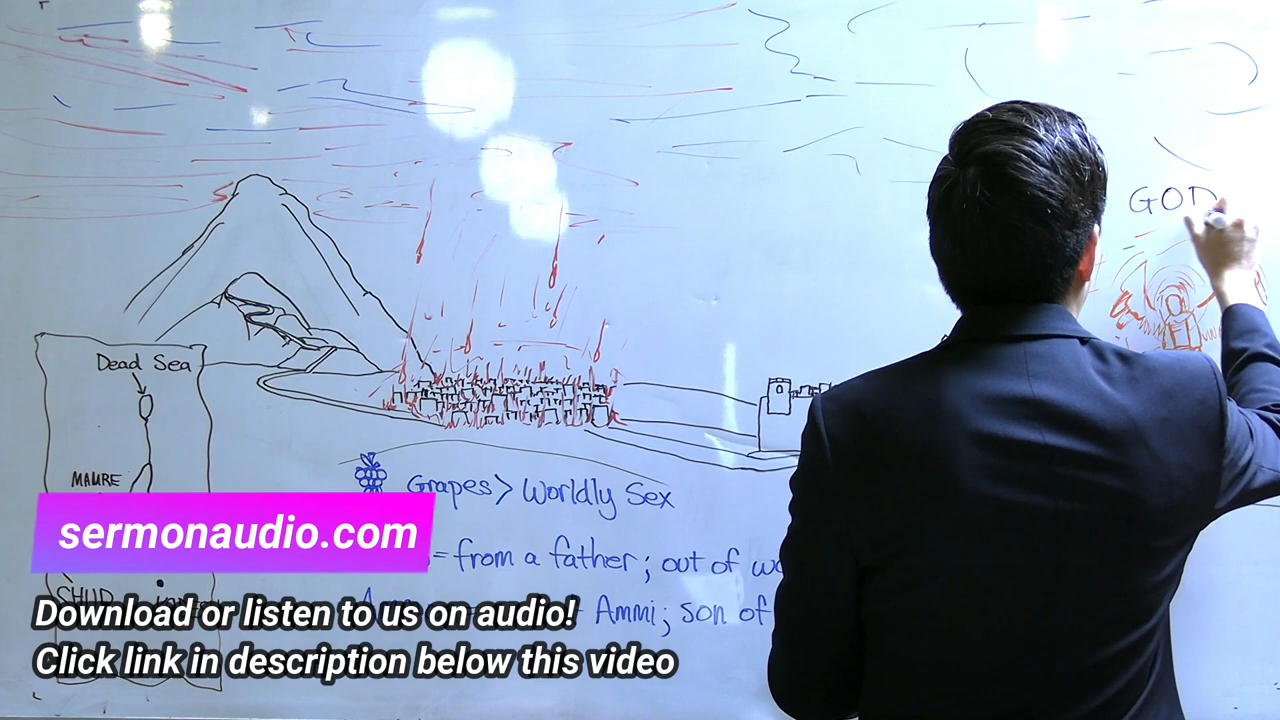 GOD
Dead Sea
MAURE
Grapes > Worldly Sex
= from a father; out of
Ammi; son of
sermonaudio.com
Download or listen to us on audio!
Click link in description below this video